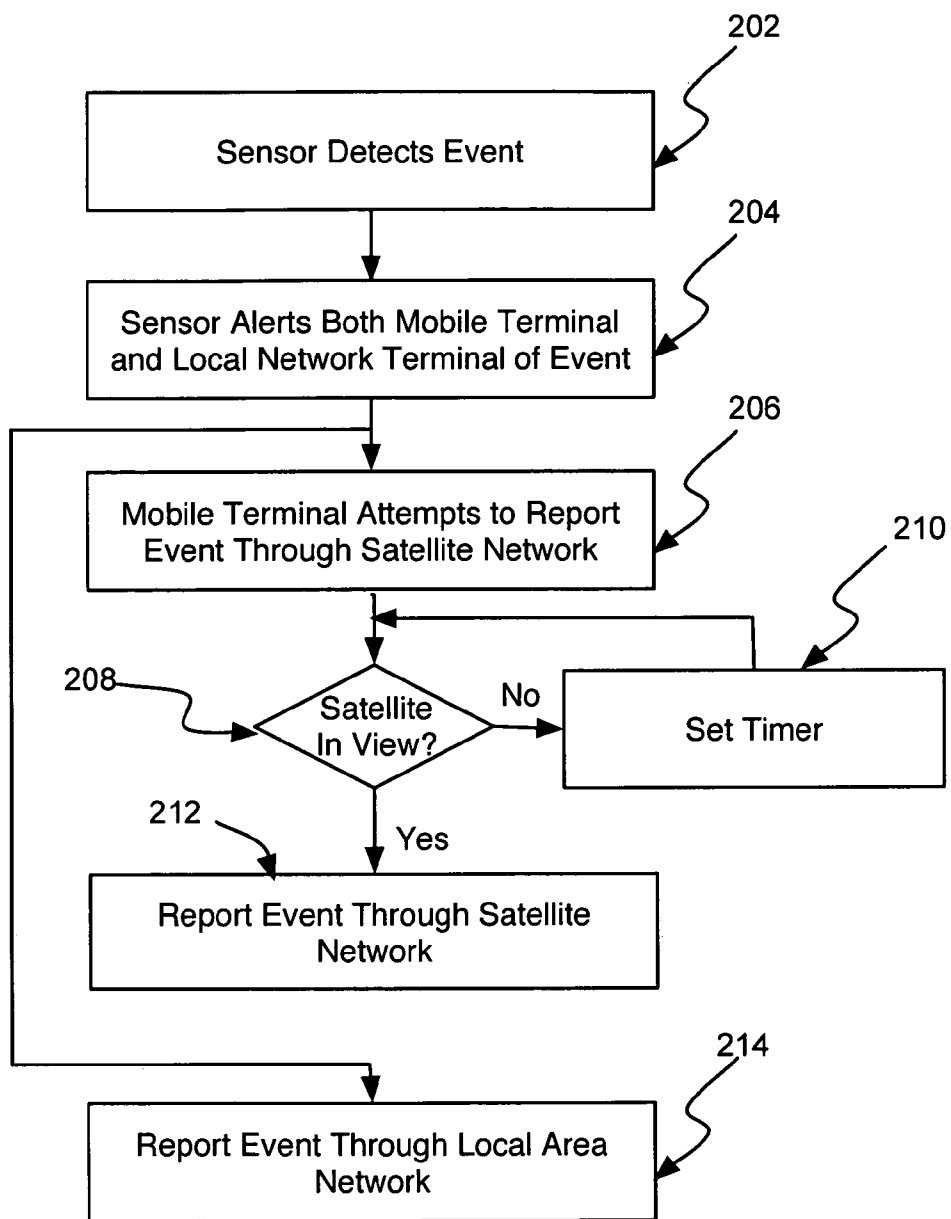 202
Sensor Detects Event
204
Sensor Alerts Both Mobile Terminal
and Local Network Terminal of Event
206
Mobile Terminal Attempts to Report
Event Through Satellite Network
210
208
Satellite
In View?
No
Set Timer
212
Yes
Report Event Through Satellite
Network
214
Report Event Through Local Area
Network